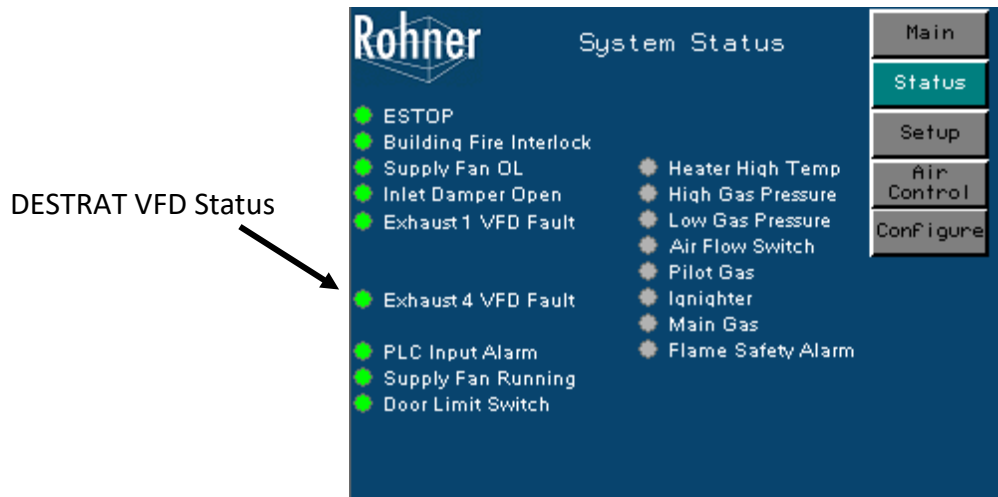 Rohner
System Status
Main
Status
Setup
Air
Control
Configure
ESTOP
Building Fire Interlock
Supply Fan OL
Inlet Damper Open
Exhaust 1 VFD Fault
DESTRAT VFD Status
Exhaust 4 VFD Fault
PLC Input Alarm
Supply Fan Running
Door Limit Switch
Heater High Temp
High Gas Pressure
Low Gas Pressure
Air Flow Switch
Pilot Gas
Ignighter
Main Gas
Flame Safety Alarm